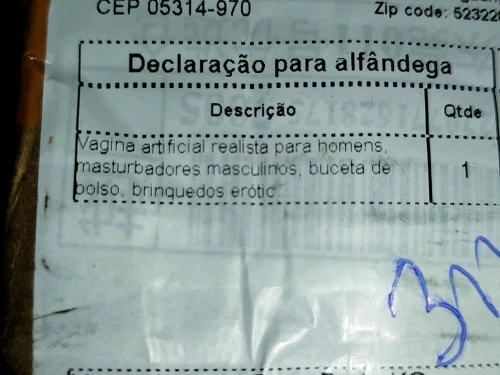 CEP 05314-970
Zip code: 52322
Declaração para alfândega
Descrição
Qtde
Vagina artificial realista para homens,
masturbadores masculinos, buceta de
bolso, brinquedos erótic
1